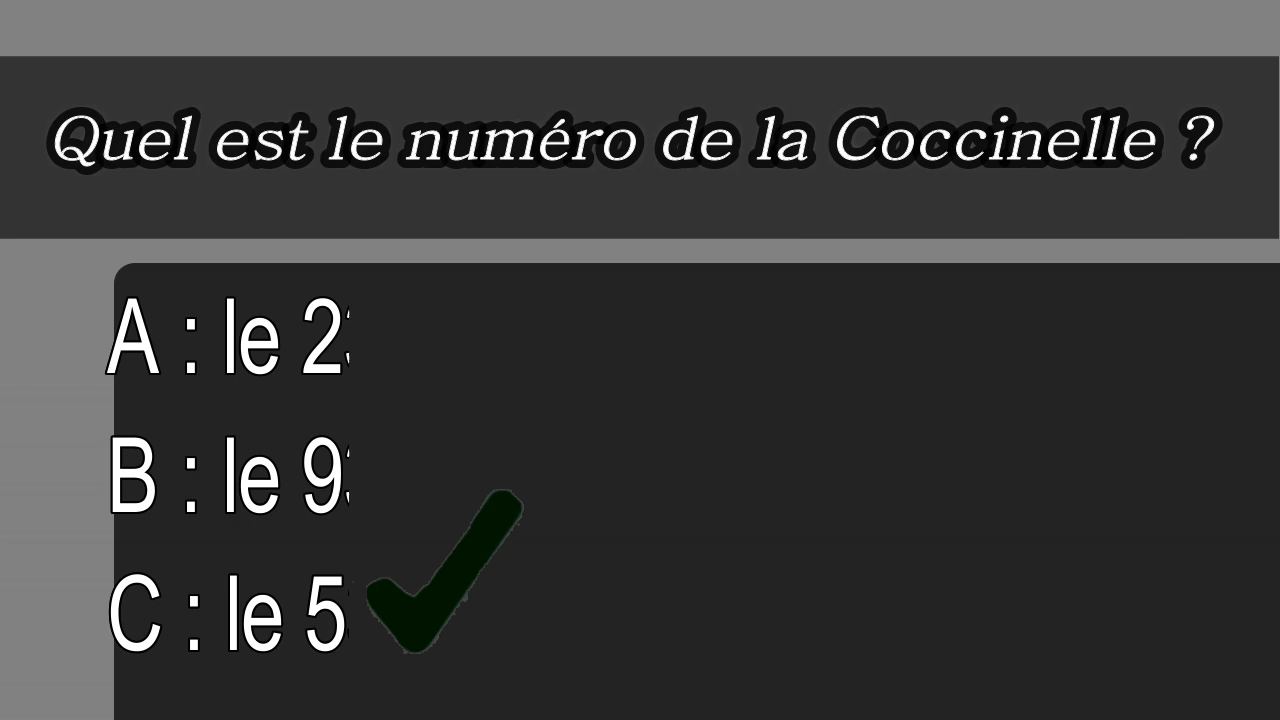 Quel est le numéro de la Coccinelle ?
A : le 2
B : le 9
C : le 5